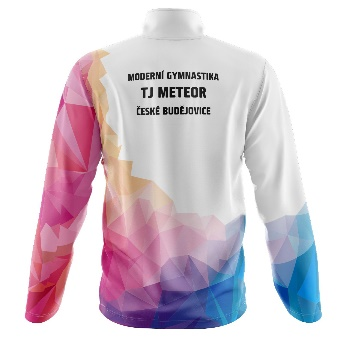 MODERNÍ GYMNASTIKA
TJ METEOR
ČESKÉ BUDĚJOVICE